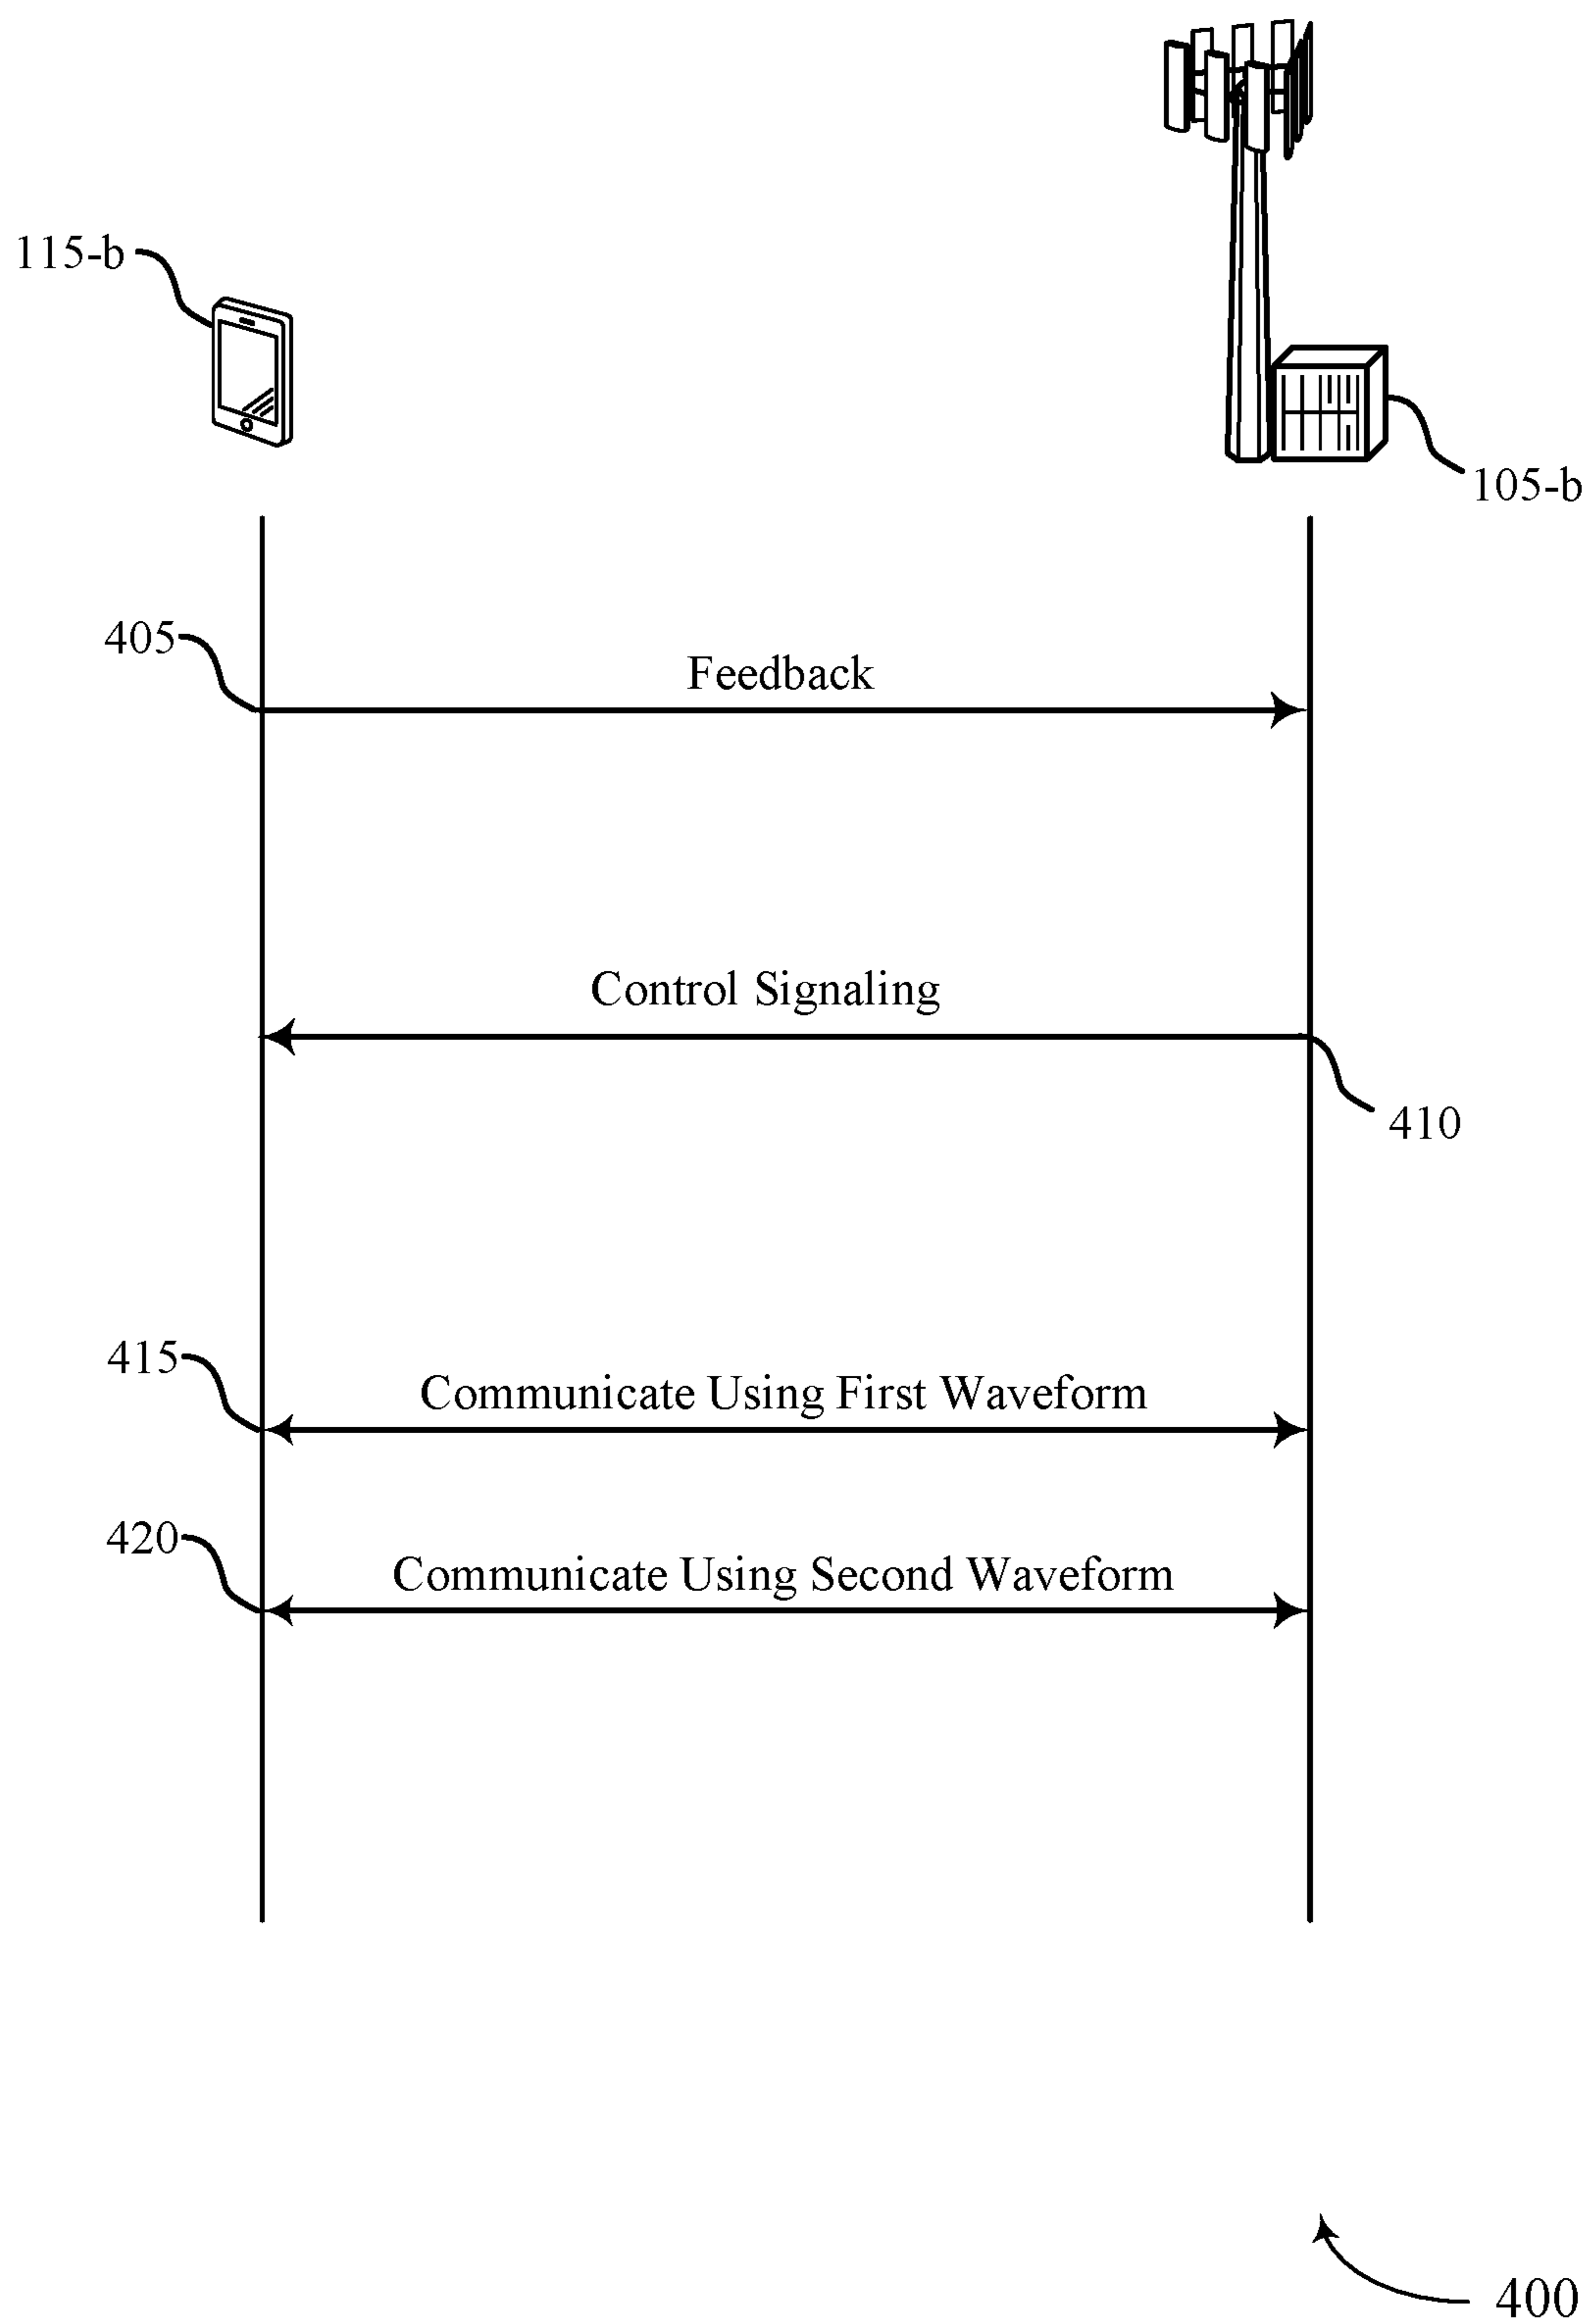 115-b
105-b
405
Feedback
Control Signaling
410
415
Communicate Using First Waveform
420
Communicate Using Second Waveform
400